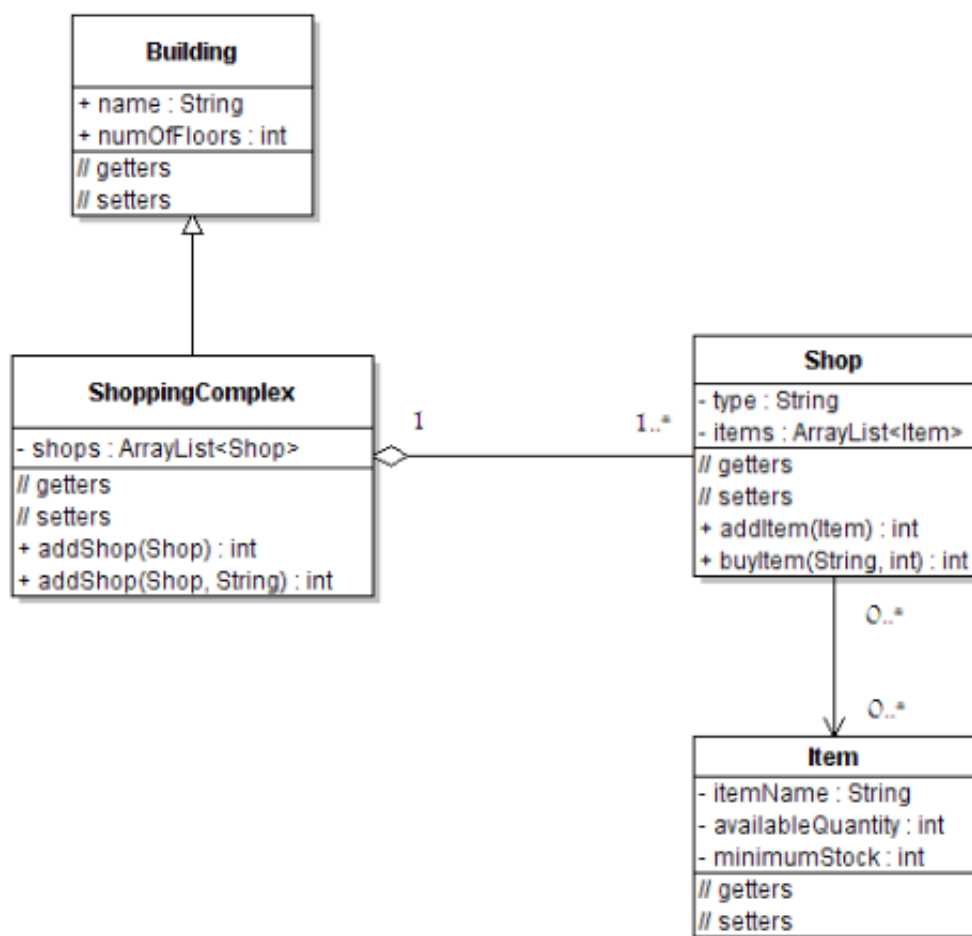 Building
+ name : String
+ numOfFloors : int
// getters
// setters
ShoppingComplex
- shops : ArrayList<Shop>
// getters
// setters
+ addShop(Shop) : int
+ addShop(Shop, String) : int
1
1..*
Shop
- type : String
- items : ArrayList<Item>
// getters
// setters
+ addItem(Item) : int
+ buyItem(String, int) : int
0..*
0..*
Item
- itemName : String
- availableQuantity : int
- minimumStock : int
// getters
// setters